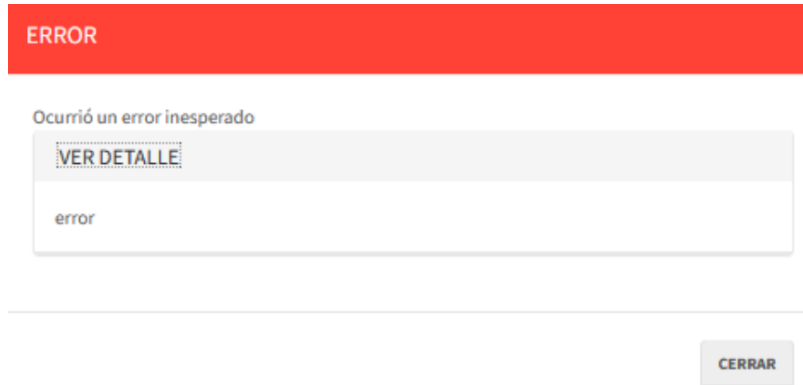 ERROR
Ocurrió un error inesperado
VER DETALLE
error
CERRAR